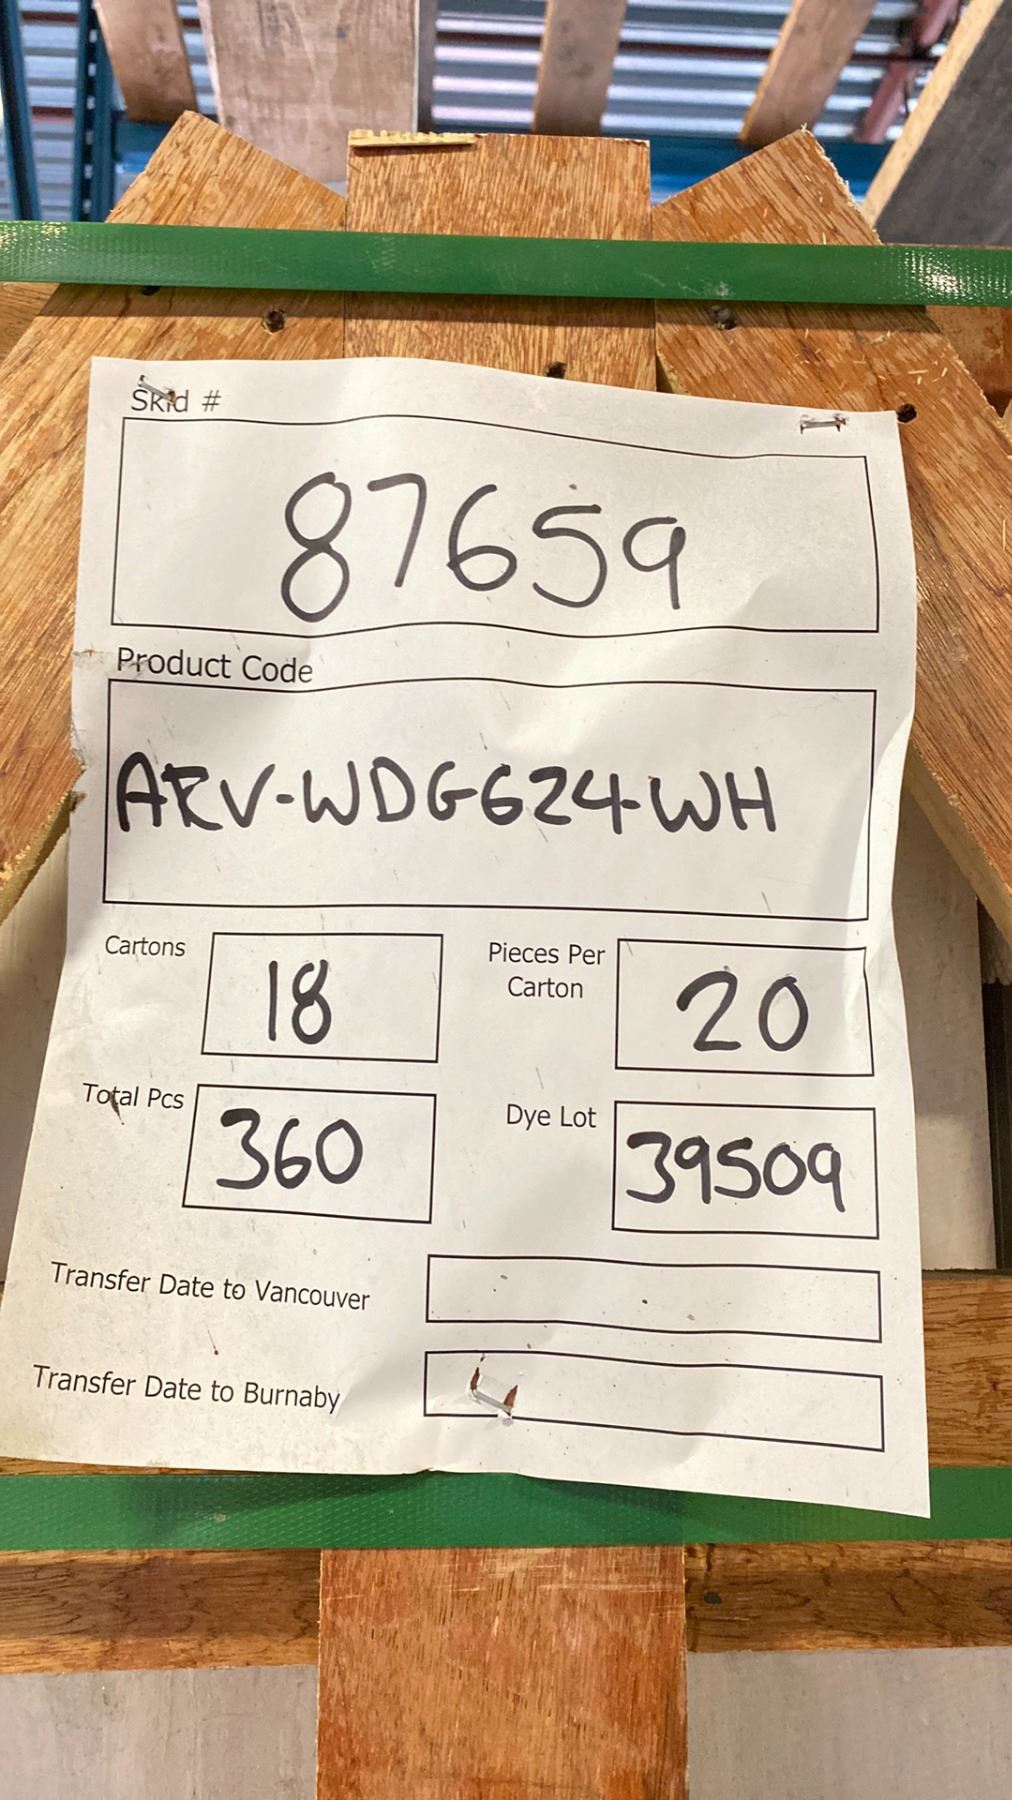 Skid #
87659
Product Code
ARV-WDG624-WH
Cartons
18
Pieces Per
Carton
20
Total Pcs
360
Dye Lot
39509
Transfer Date to Vancouver
Transfer Date to Burnaby